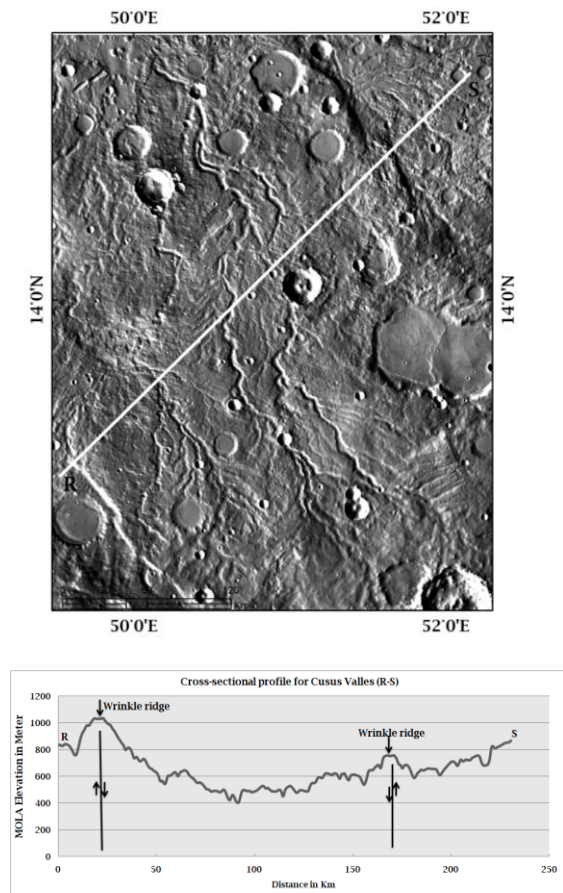 50°0'E 52°0'E
S
14°0'N 14°0'N
R
120
50°0'E 52°0'E
Cross-sectional profile for Cusus Valles (R-S)
MOLA Elevation in Meter
1200
1000
800
600
400
200
0
R
Wrinkle ridge
Wrinkle ridge
S
0 50 100 150 200 250
Distance in Km